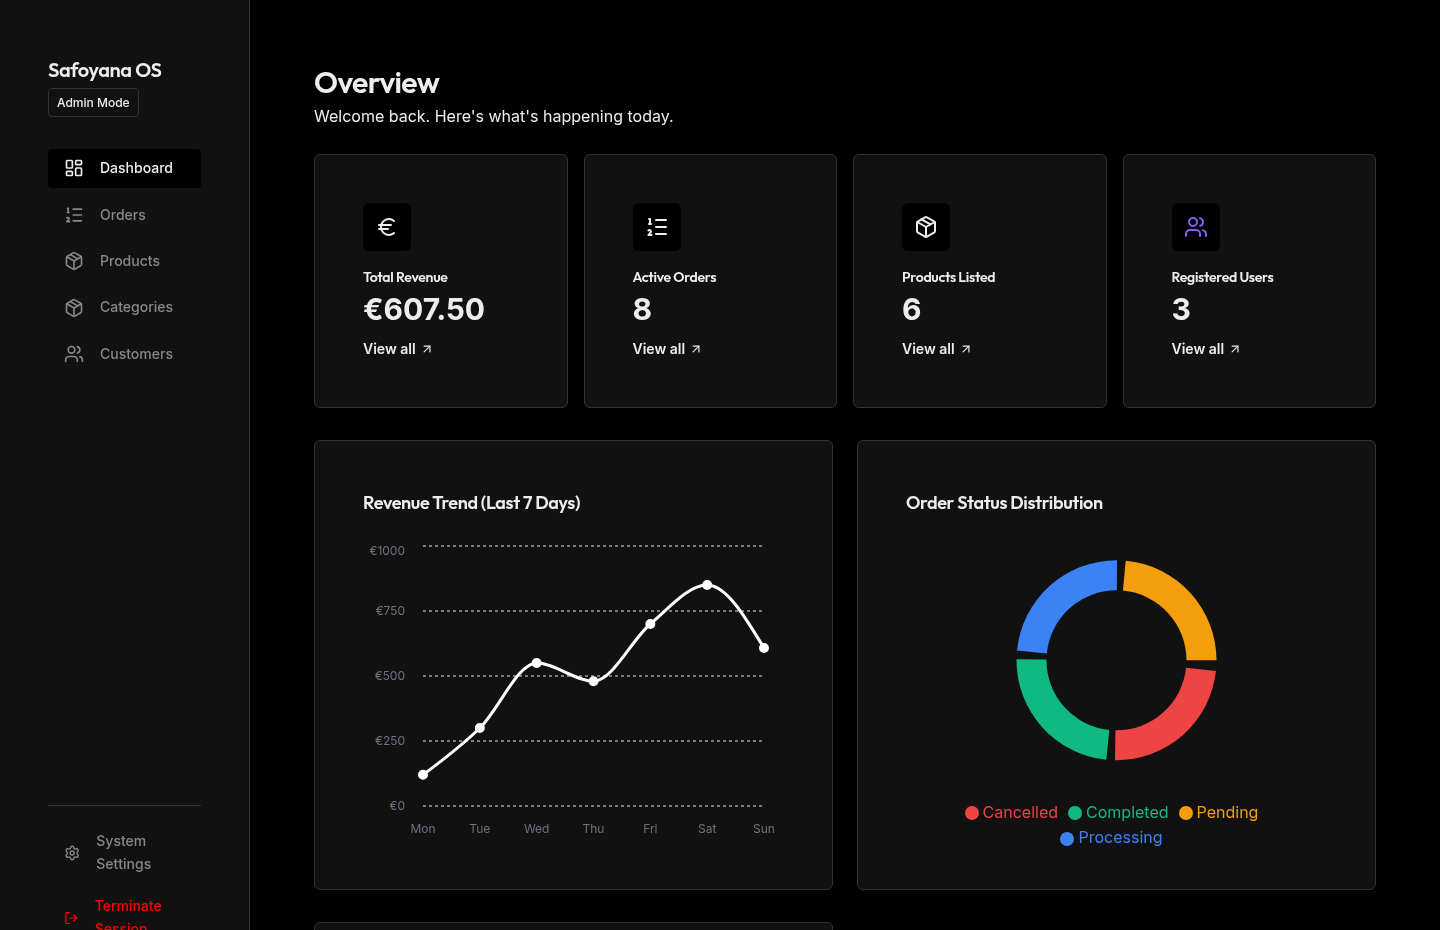 Safoyana OS
Admin Mode
Dashboard
Orders
Products
Categories
Customers
System
Settings
Terminate
Session
Overview
Welcome back. Here's what's happening today.
Total Revenue
€607.50
View all
Active Orders
8
View all
Products Listed
6
View all
Registered Users
3
View all
Revenue Trend (Last 7 Days)
€1000
€750
€500
€250
€0
Mon Tue Wed Thu Fri Sat Sun
Order Status Distribution
Cancelled Completed Pending
Processing